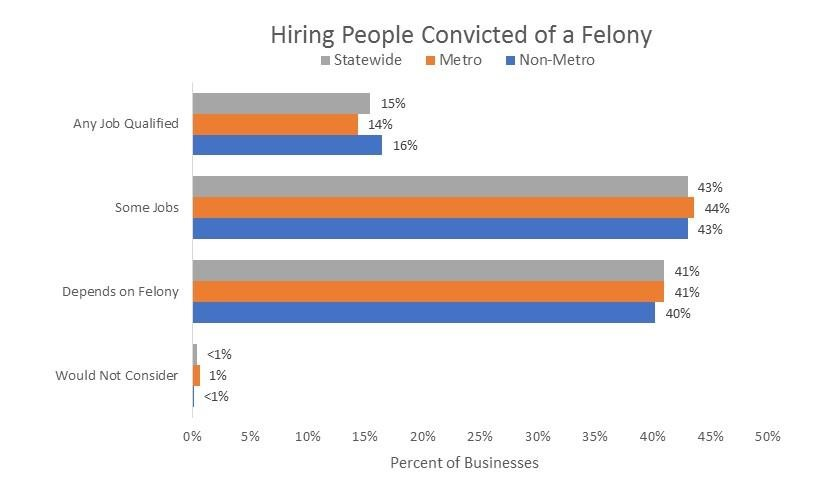 Hiring People Convicted of a Felony
Statewide Metro Non-Metro
Any Job Qualified
15%
14%
16%
Some Jobs
43%
44%
43%
Depends on Felony
41%
41%
40%
Would Not Consider
<1%
1%
<1%
0% 5% 10% 15% 20% 25% 30% 35% 40% 45% 50%
Percent of Businesses